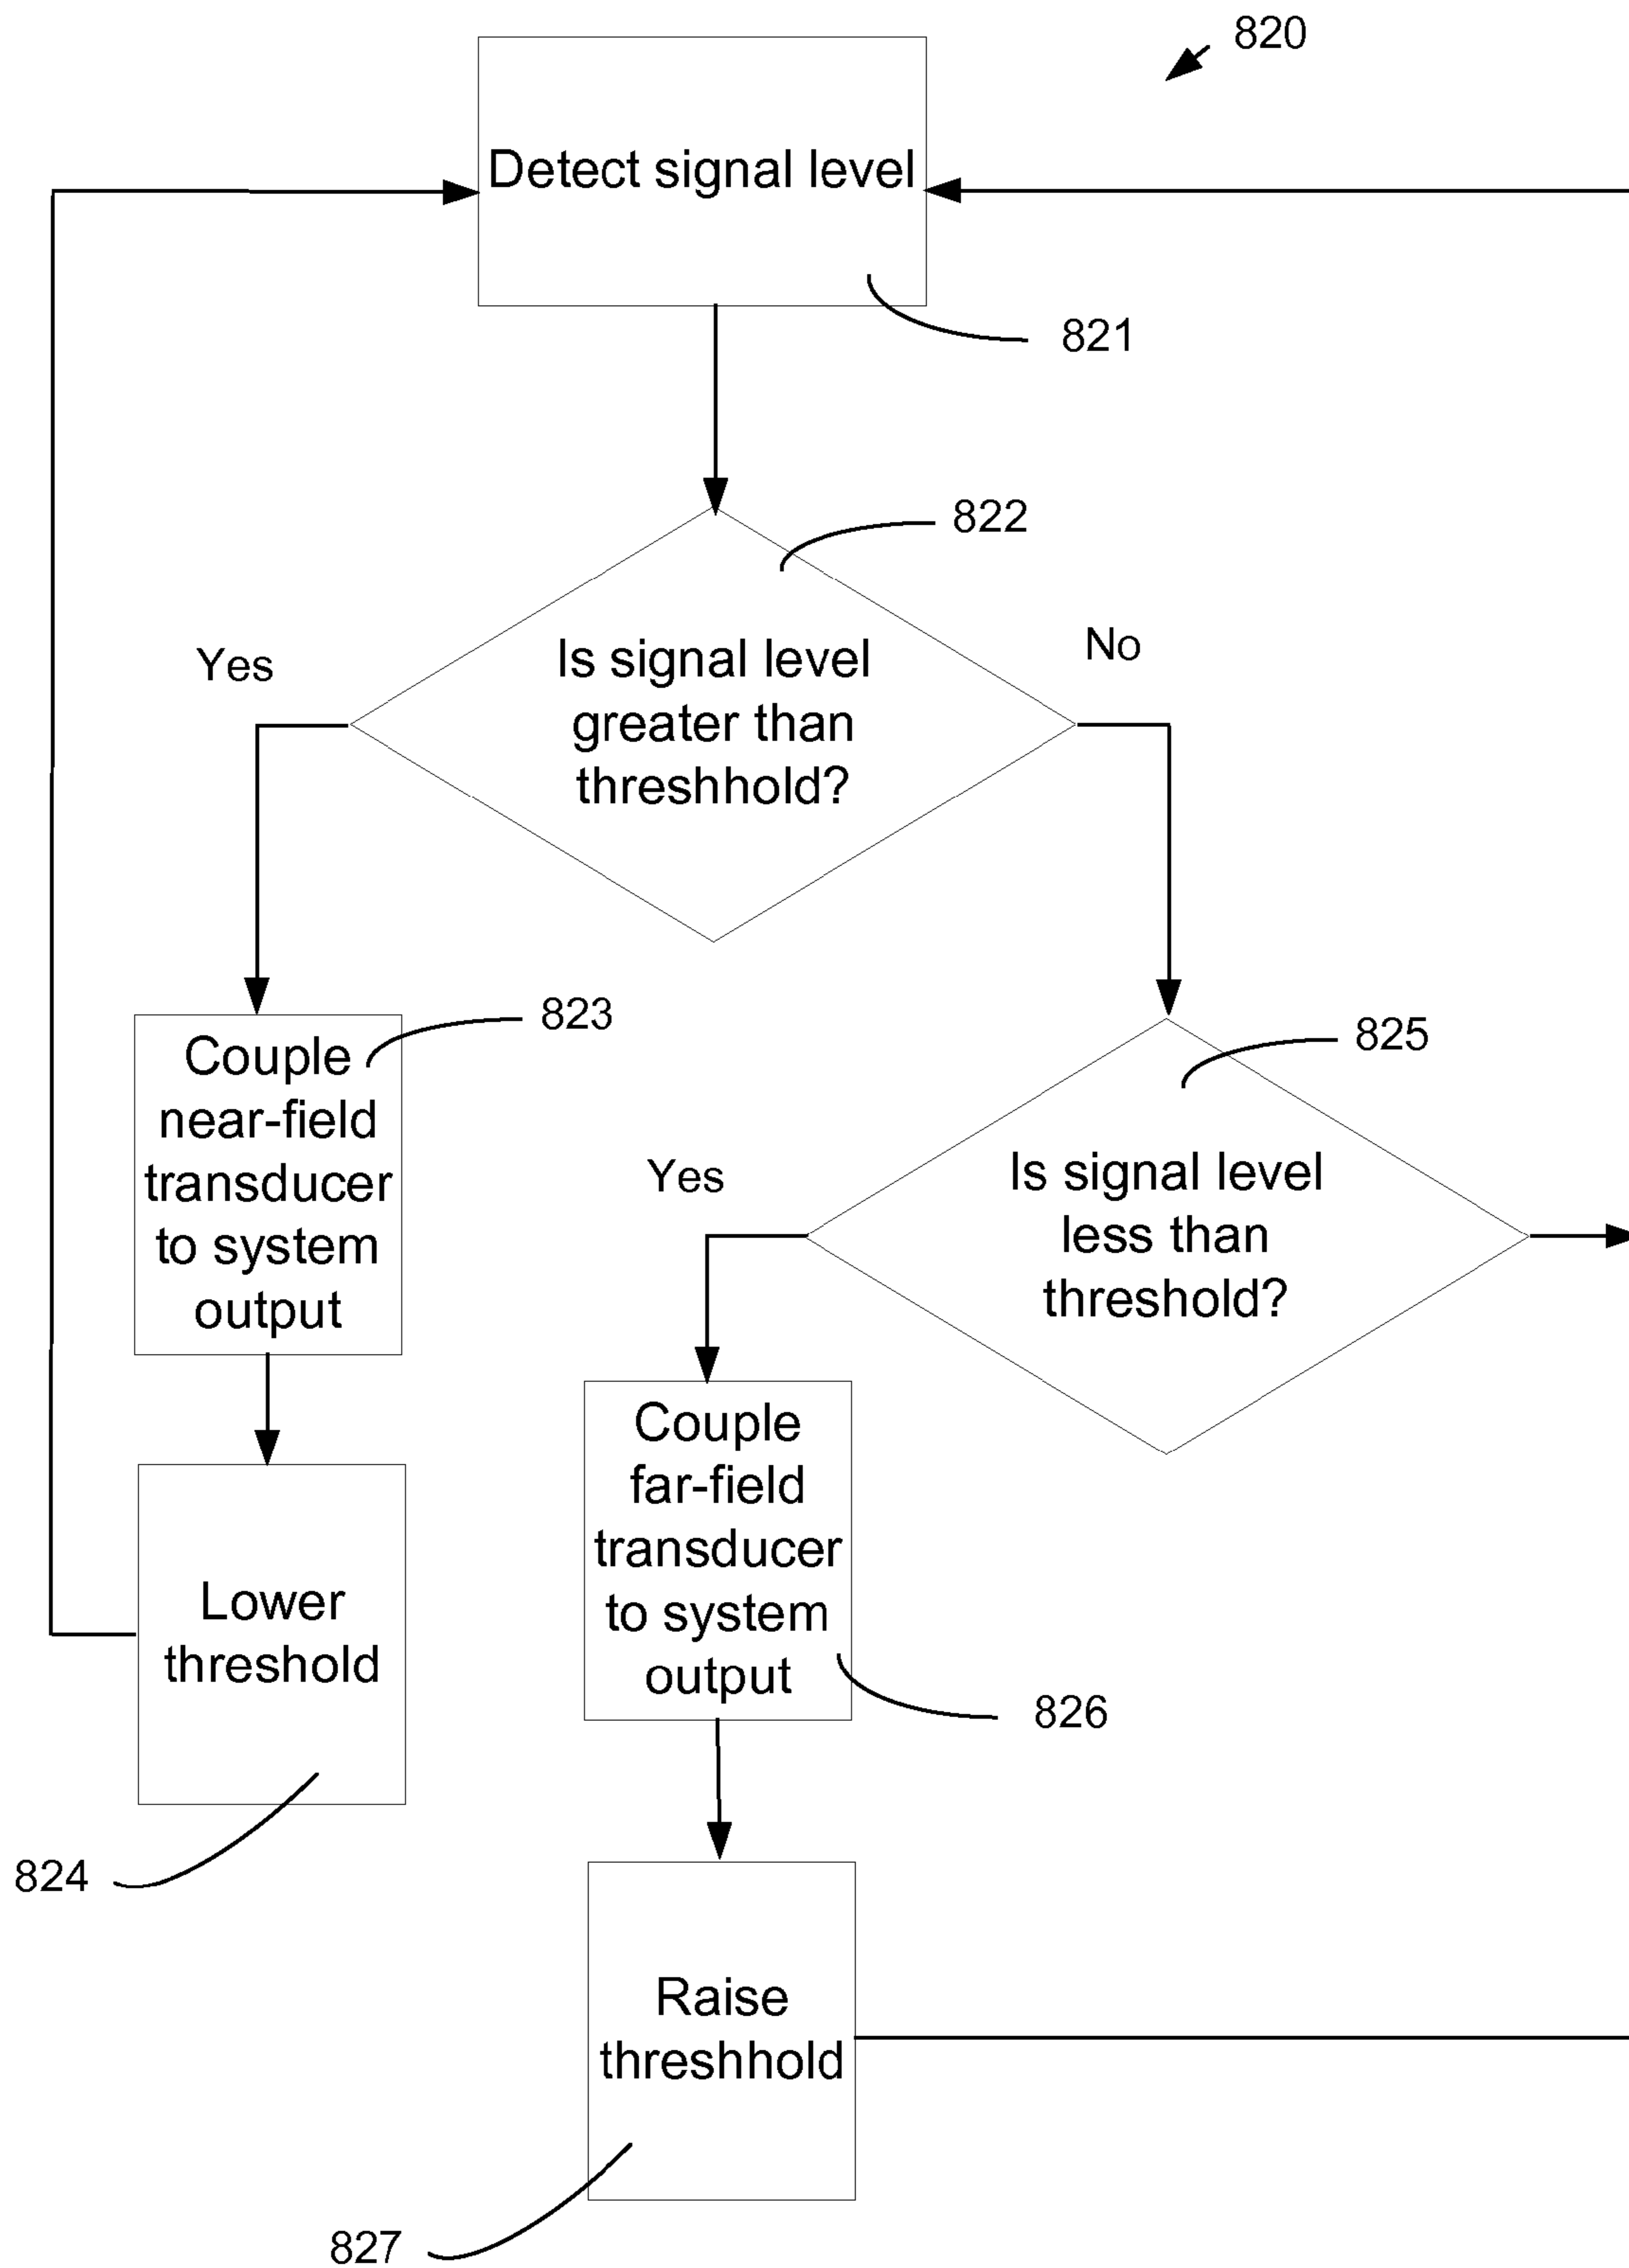 820
Detect signal level
821
822
Yes
No
Is signal level
greater than
threshhold?
823
Couple
near-field
transducer
to system
output
825
Yes
Is signal level
less than
threshold?
Couple
far-field
transducer
to system
output
Lower
threshold
826
824
Raise
threshhold
827